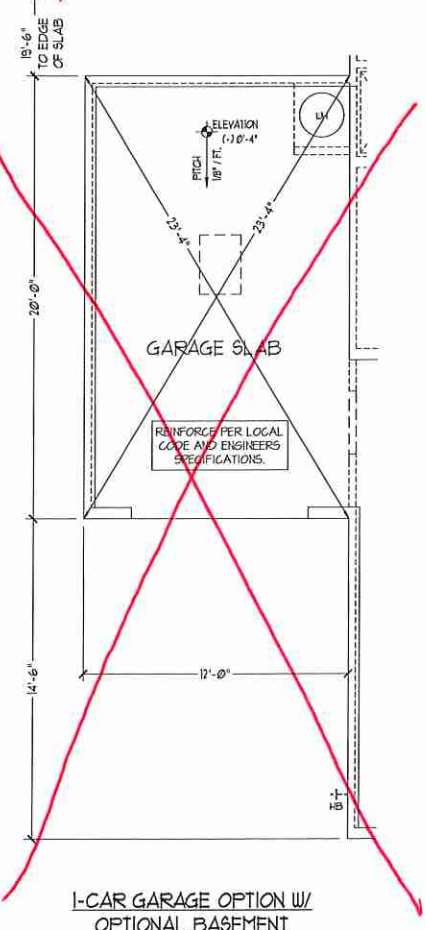 19'-6"
TO EDGE
OF SLAB
ELEVATION
(-) 0'-4"
PITCH
1/8" / FT.
23'-4"
23'-4"
20'-0"
GARAGE SLAB
REINFORCE PER LOCAL
CODE AND ENGINEERS
SPECIFICATIONS.
12'-0"
14'-6"
HB
1-CAR GARAGE OPTION W/
OPTIONAL BASEMENT